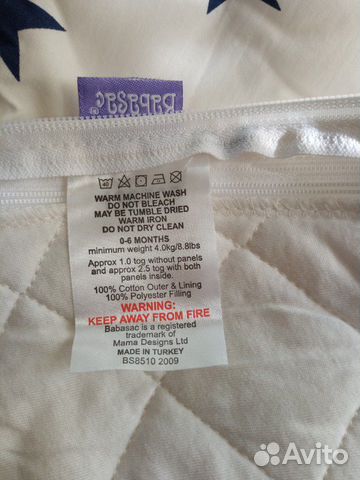 Babasac®
WARM MACHINE WASH
DO NOT BLEACH
MAY BE TUMBLE DRIED
WARM IRON
DO NOT DRY CLEAN
0-6 MONTHS
minimum weight 4.0kg/8.8lbs
Approx 1.0 tog without panels
and approx 2.5 tog with both
panels inside.
100% Cotton Outer & Lining
100% Polyester Filling
WARNING:
KEEP AWAY FROM FIRE
Babasac is a registered
trademark of
Mama Designs Ltd
MADE IN TURKEY
BS8510 2009
Avito